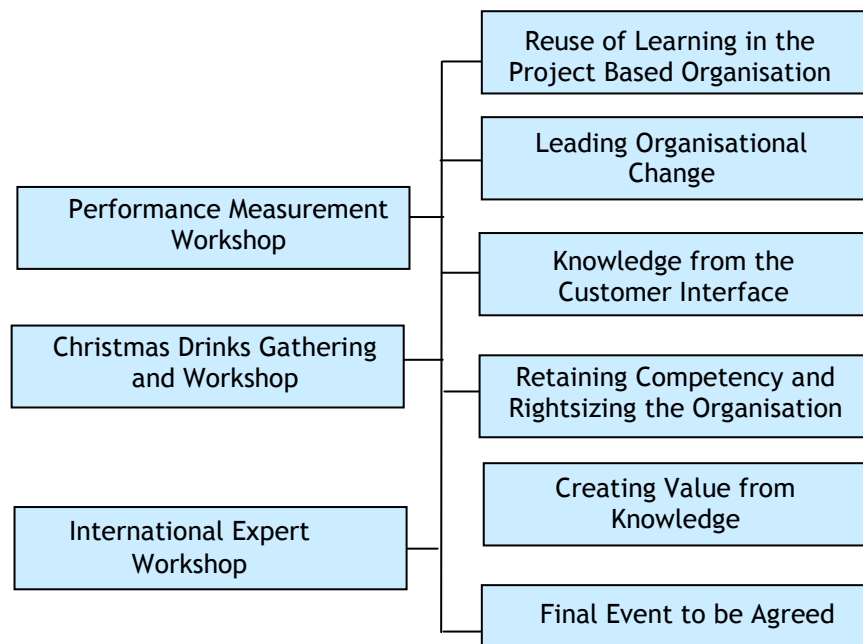 Reuse of Learning in the
Project Based Organisation
Leading Organisational
Change
Performance Measurement
Workshop
Knowledge from the
Customer Interface
Christmas Drinks Gathering
and Workshop
Retaining Competency and
Rightsizing the Organisation
Creating Value from
Knowledge
International Expert
Workshop
Final Event to be Agreed